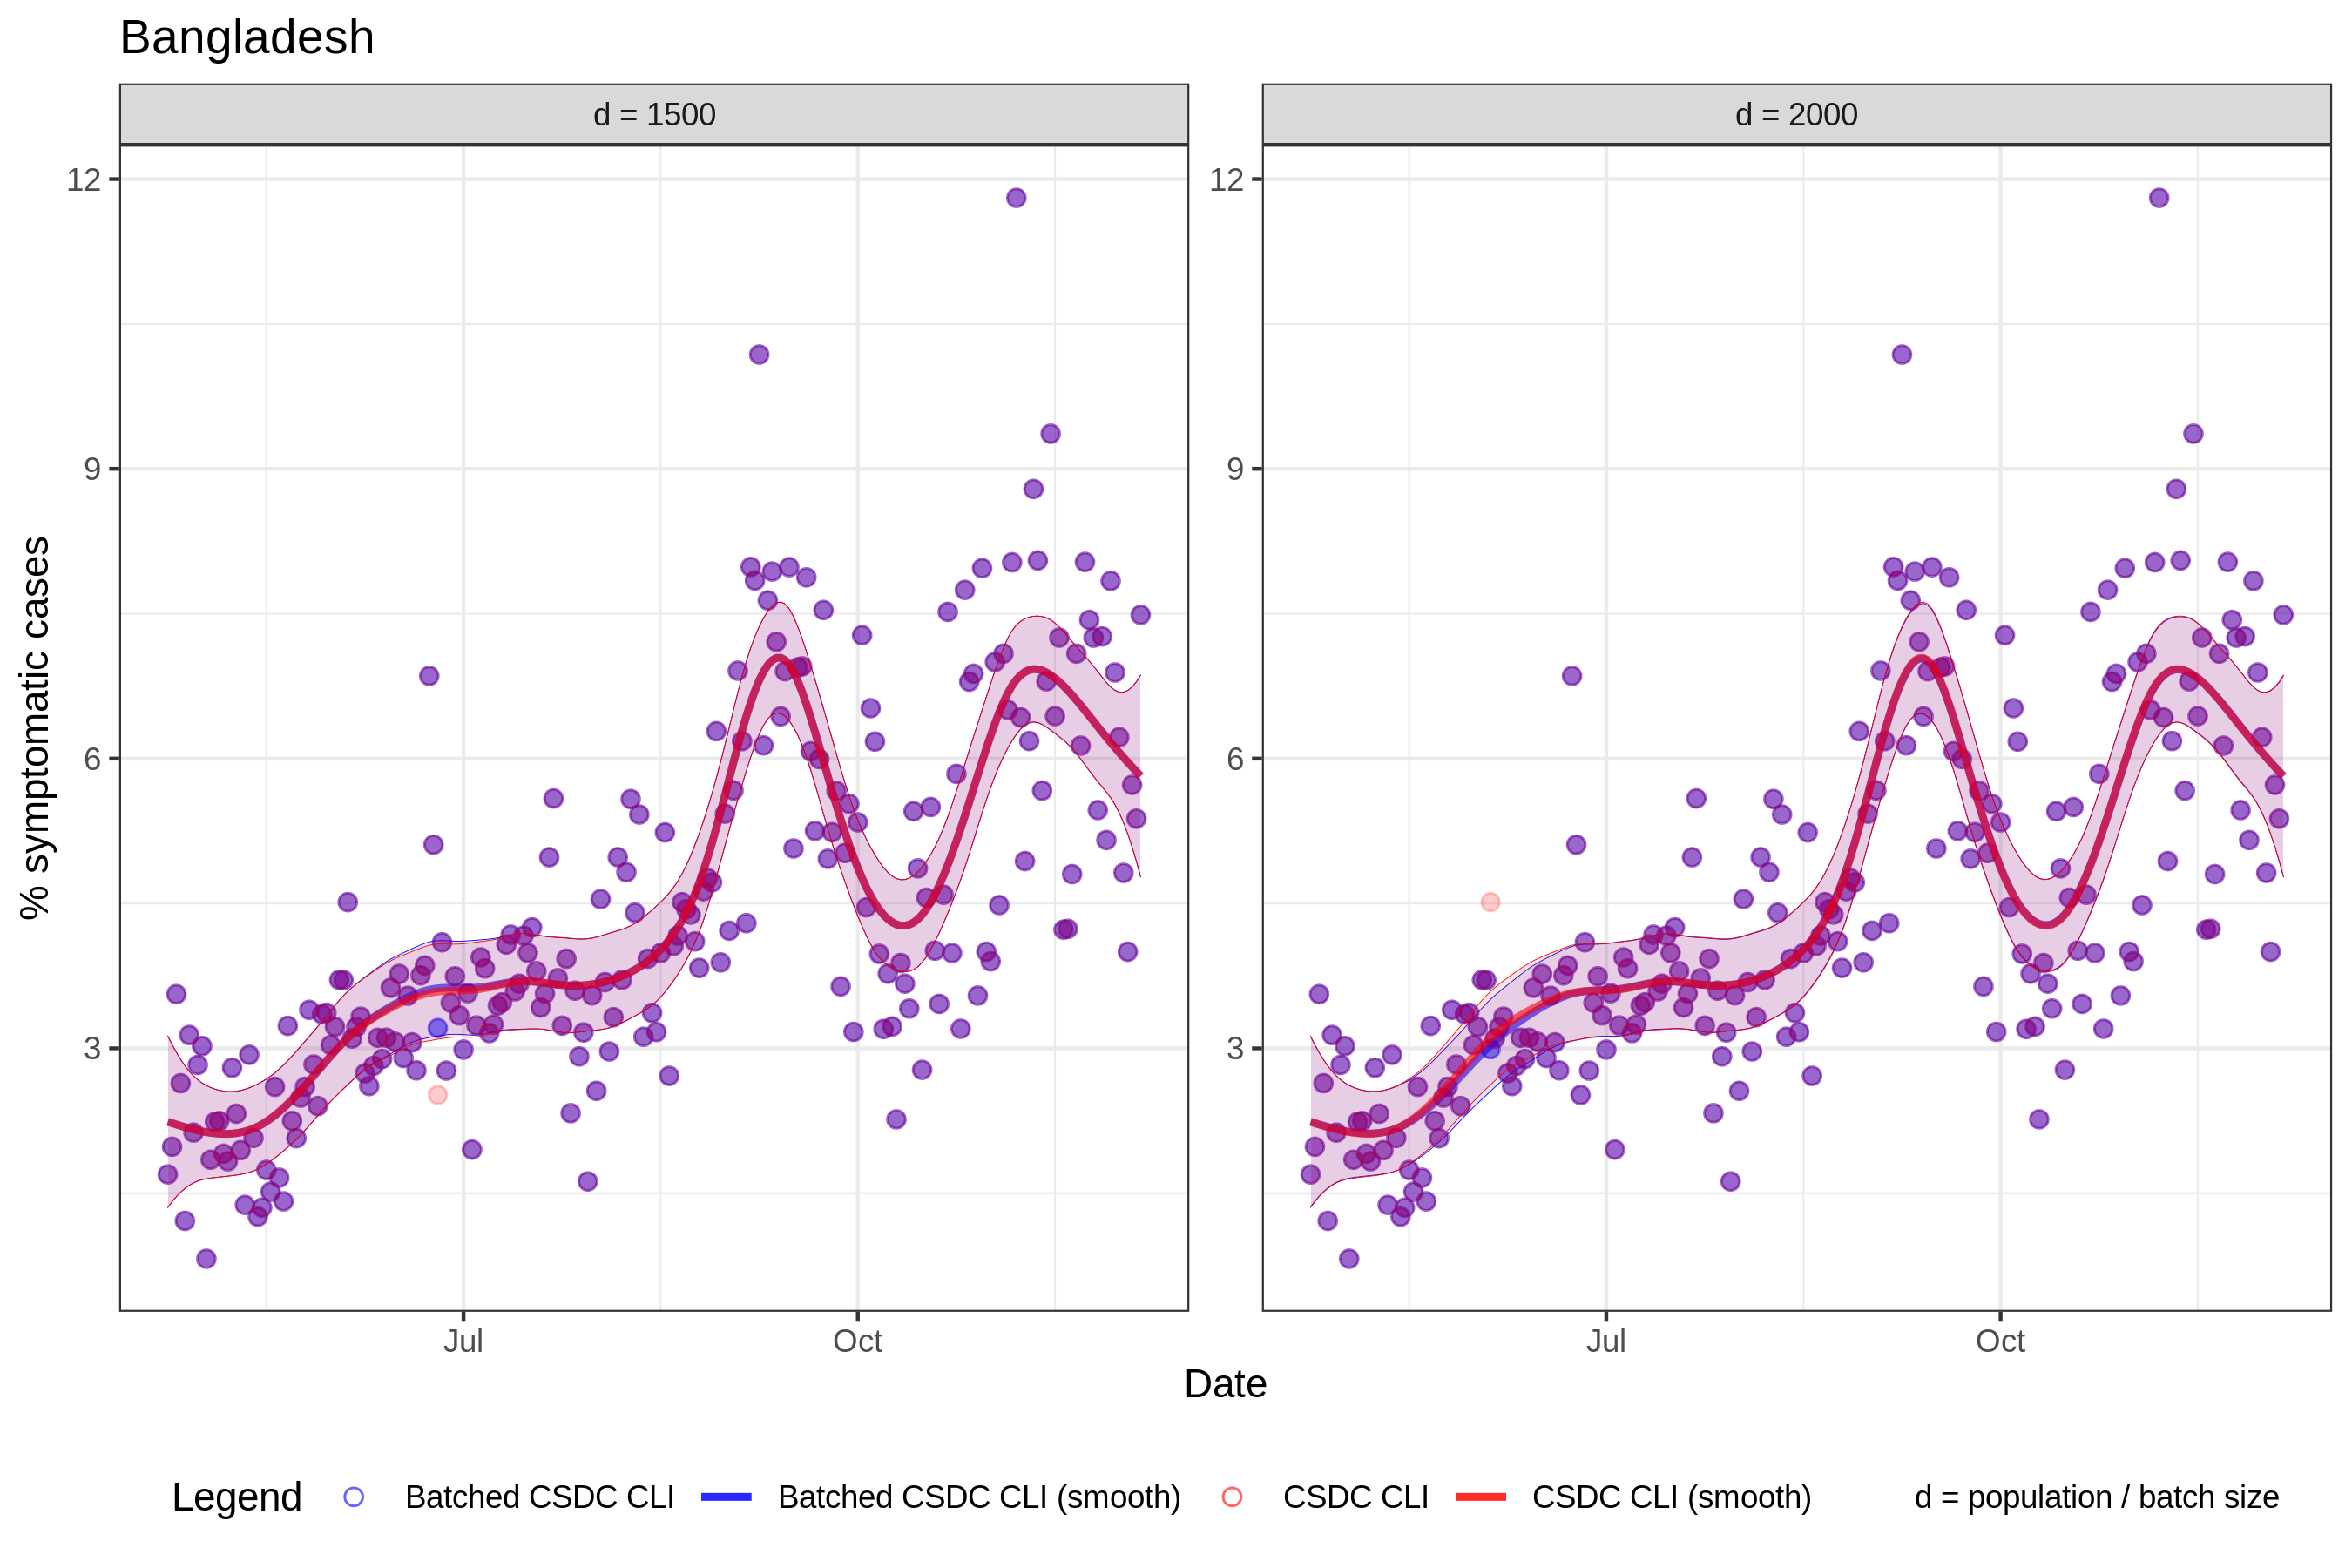 Bangladesh
d = 1500
d = 2000
12
9
6
3
12
9
6
3
% symptomatic cases
Jul
Oct
Jul
Oct
Date
Legend
Batched CSDC CLI
Batched CSDC CLI (smooth)
CSDC CLI
CSDC CLI (smooth)
d = population / batch size